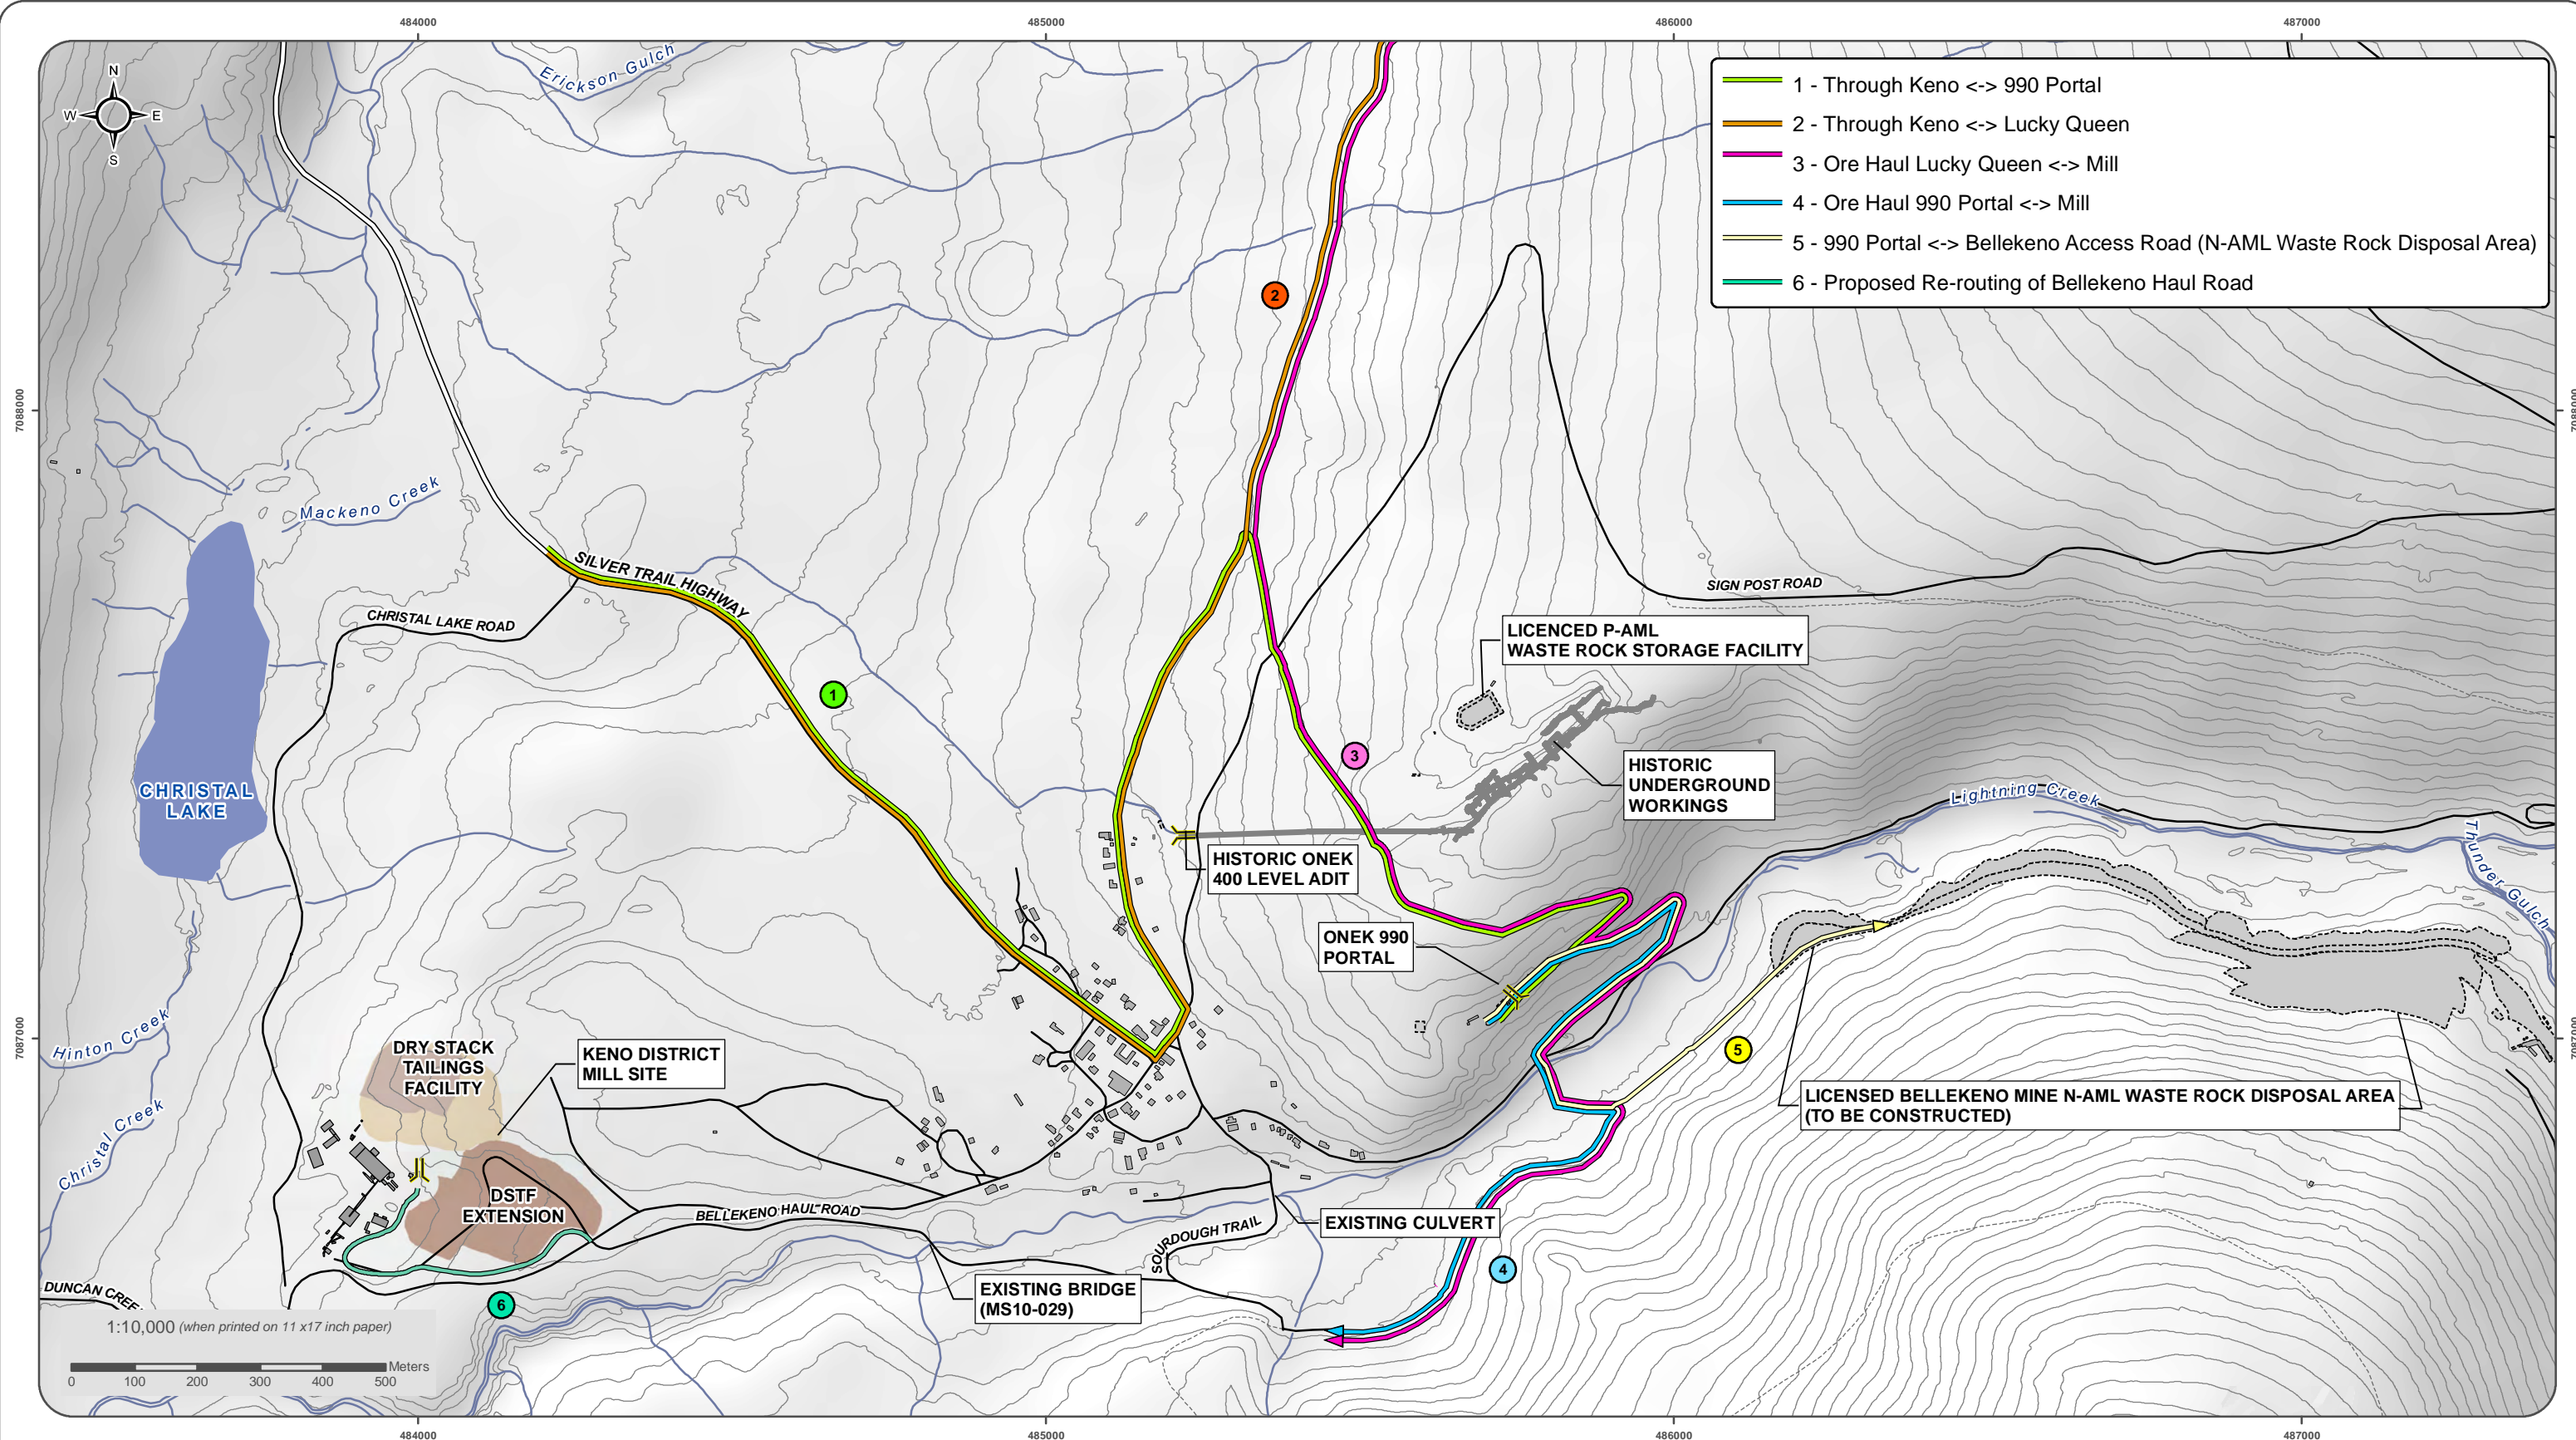 484000
485000
486000
487000
Erickson Gulch
N
W
E
S
1 - Through Keno <-> 990 Portal
2 - Through Keno <-> Lucky Queen
3 - Ore Haul Lucky Queen <-> Mill
4 - Ore Haul 990 Portal <-> Mill
5 - 990 Portal <-> Bellekeno Access Road (N-AML Waste Rock Disposal Area)
6 - Proposed Re-routing of Bellekeno Haul Road
2
7088000
7088000
Mackeno Creek
SILVER TRAIL HIGHWAY
CHRISTAL LAKE ROAD
SIGN POST ROAD
LICENCED P-AML
WASTE ROCK STORAGE FACILITY
1
3
HISTORIC
UNDERGROUND
WORKINGS
CHRISTAL
LAKE
Lightning Creek
Thunder Gulch
HISTORIC ONEK
400 LEVEL ADIT
ONEK 990
PORTAL
Hinton Creek
7087000
7087000
DRY STACK
TAILINGS
FACILITY
KENO DISTRICT
MILL SITE
5
LICENSED BELLEKENO MINE N-AML WASTE ROCK DISPOSAL AREA
(TO BE CONSTRUCTED)
Christal Creek
DSTF
EXTENSION
BELLEKENO HAUL ROAD
EXISTING CULVERT
SOURDOUGH TRAIL
4
DUNCAN CREE
EXISTING BRIDGE
(MS10-029)
6
1:10,000 (when printed on 11 x17 inch paper)
Meters
0 100 200 300 400 500
484000
485000
486000
487000